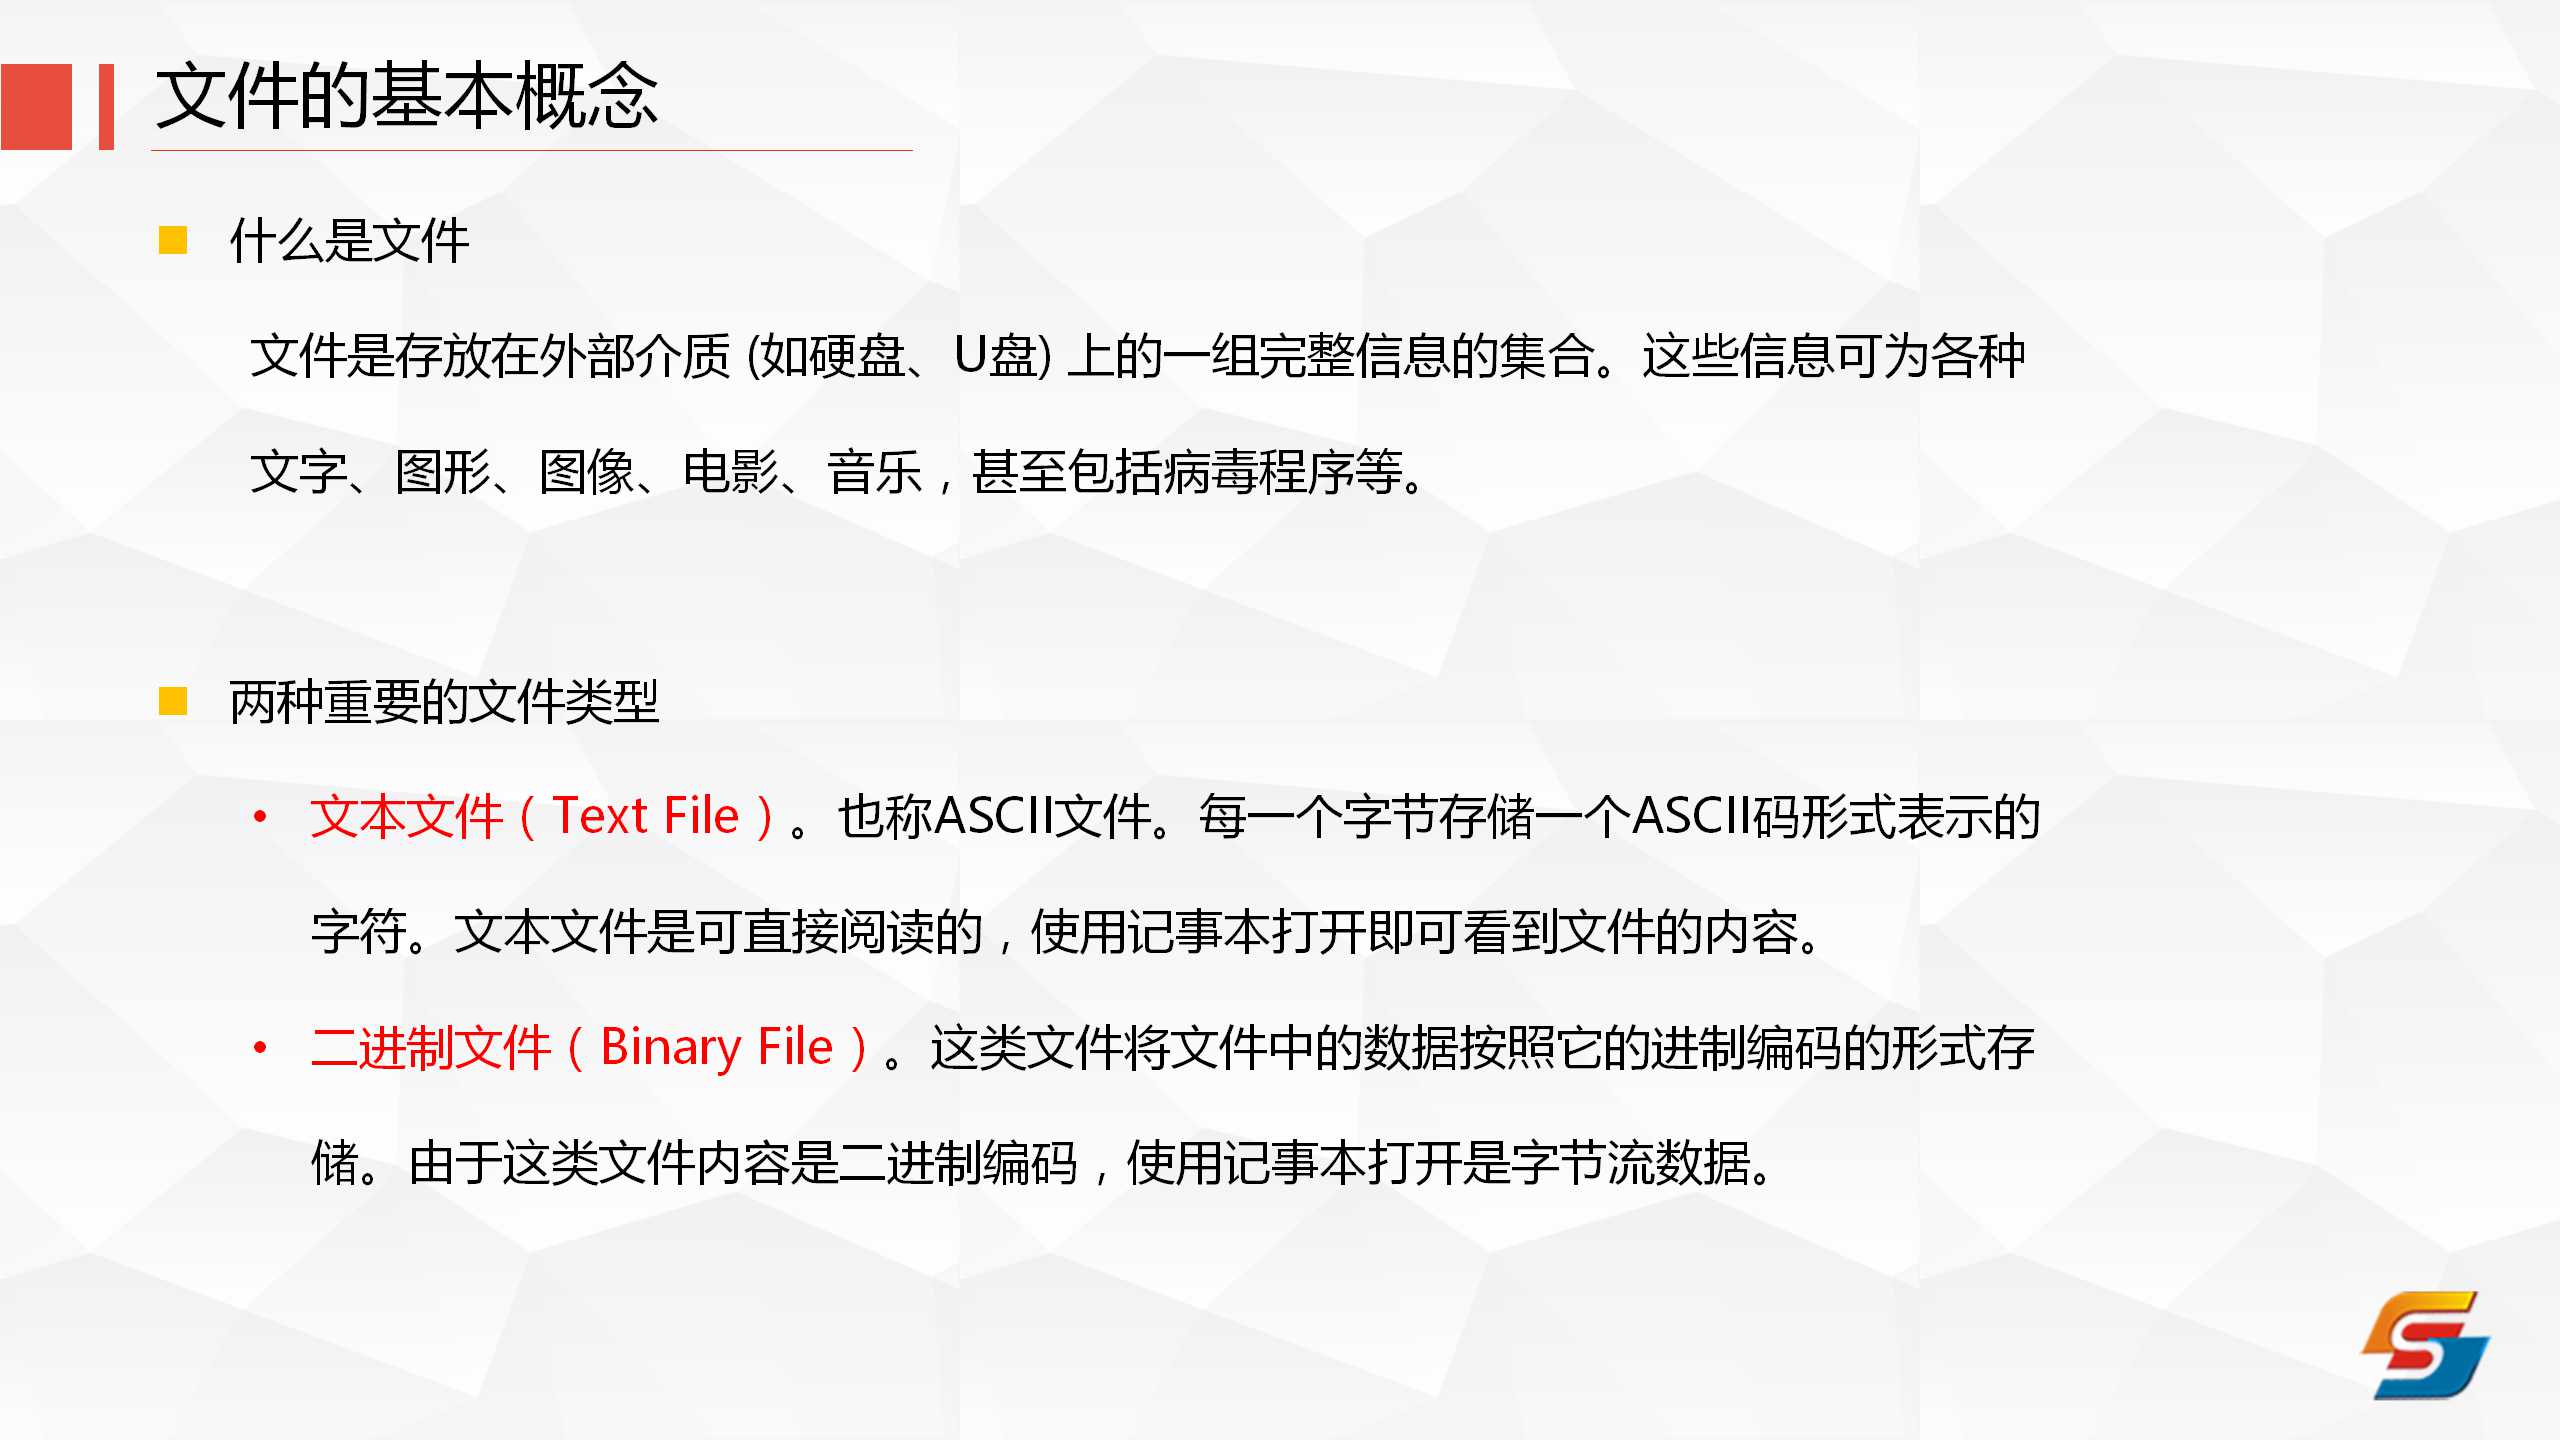 文件的基本概念
什么是文件
文件是存放在外部介质 (如硬盘、U盘) 上的一组完整信息的集合。这些信息可为各种
文字、图形、图像、电影、音乐，甚至包括病毒程序等。
两种重要的文件类型
• 文本文件（Text File）。也称ASCII文件。每一个字节存储一个ASCII码形式表示的
字符。文本文件是可直接阅读的，使用记事本打开即可看到文件的内容。
• 二进制文件（Binary File）。这类文件将文件中的数据按照它的进制编码的形式存
储。由于这类文件内容是二进制编码，使用记事本打开是字节流数据。